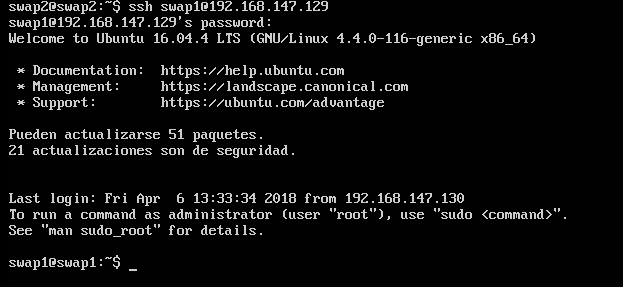 swap2@swap2:~$ ssh swap1@192.168.147.129
swap1@192.168.147.129's password:
Welcome to Ubuntu 16.04.4 LTS (GNU/Linux 4.4.0-116-generic x86_64)
* Documentation:  https://help.ubuntu.com
* Management:     https://landscape.canonical.com
* Support:        https://ubuntu.com/advantage
Pueden actualizarse 51 paquetes.
21 actualizaciones son de seguridad.
Last login: Fri Apr  6 13:33:34 2018 from 192.168.147.130
To run a command as administrator (user "root"), use "sudo <command>".
See "man sudo_root" for details.
swap1@swap1:~$ _